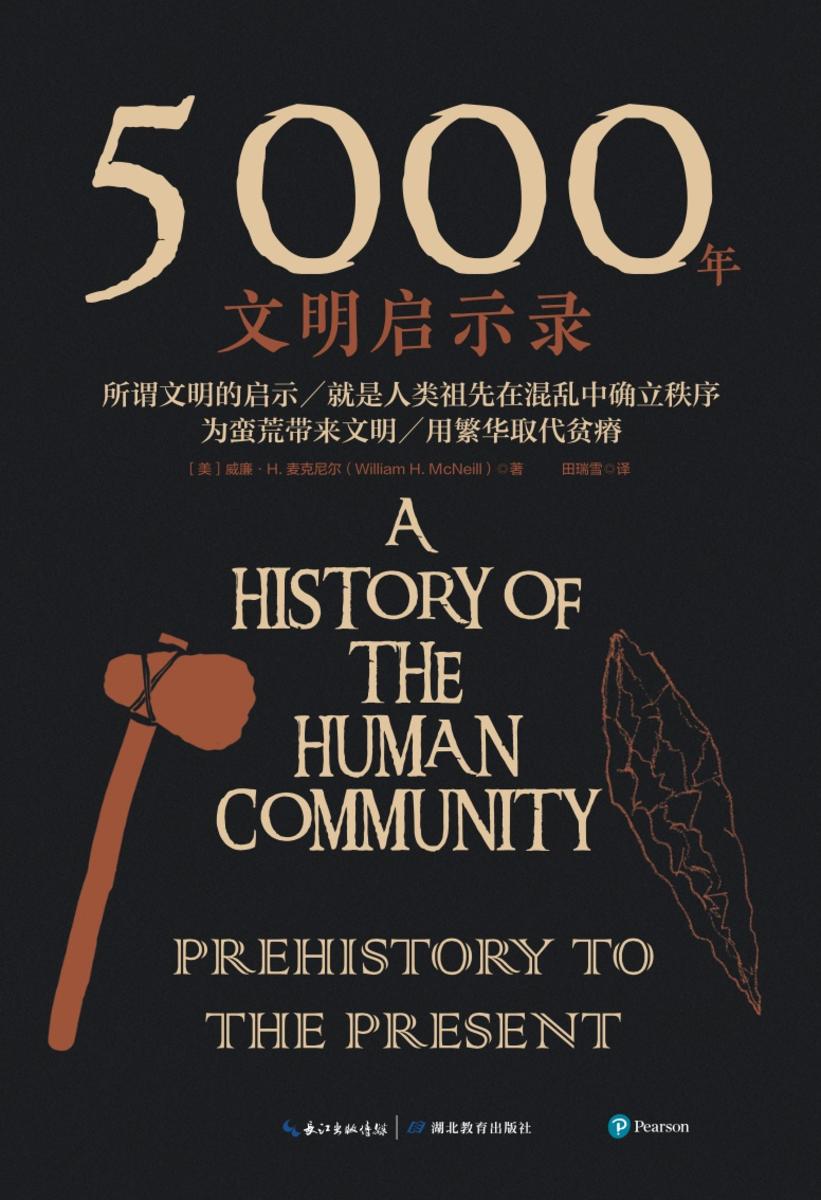 5000年
文明启示录
所谓文明的启示／就是人类祖先在混乱中确立秩序
为蛮荒带来文明／用繁华取代贫瘠
［美］威廉·H. 麦克尼尔（William H. McNeill）◎著 田瑞雪◎译
A
HISTORY OF
THE
HUMAN
COMMUNITY
PREHISTORY TO
THE PRESENT
长江出版传媒 湖北教育出版社 Pearson